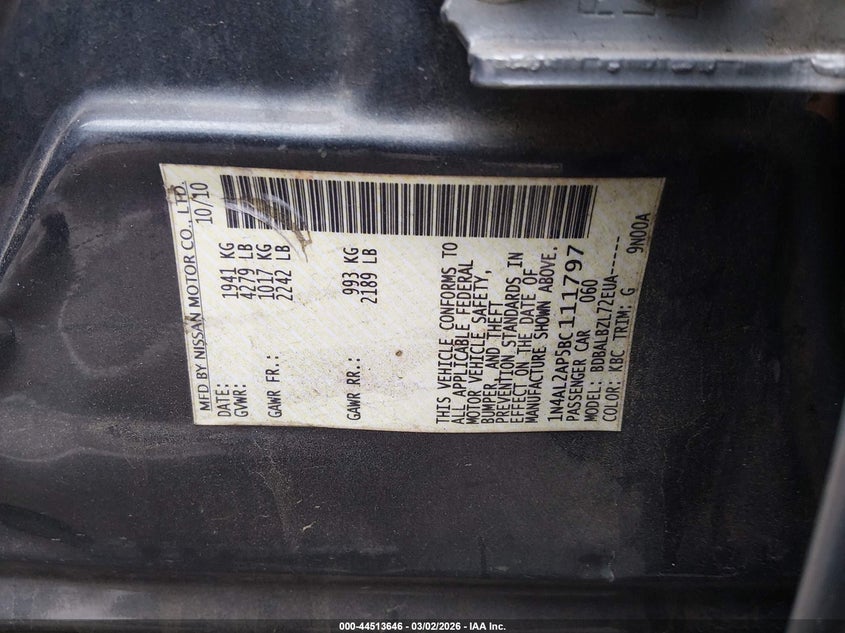 MFD BY NISSAN MOTOR CO., LTD.
DATE: 10/10
GVWR: 1941 KG
4279 LB
GAWR FR.: 1017 KG
2242 LB
GAWR RR.: 993 KG
2189 LB
THIS VEHICLE CONFORMS TO
ALL APPLICABLE FEDERAL
MOTOR VEHICLE SAFETY,
BUMPER, AND THEFT
PREVENTION STANDARDS IN
EFFECT ON THE DATE OF
MANUFACTURE SHOWN ABOVE.
1N4AL2AP5BC111797
PASSENGER CAR 060
MODEL: BDBALBZL72EUA------
COLOR: KBC TRIM: G 9N00A
000-44513646 — 03/02/2026 — IAA Inc.